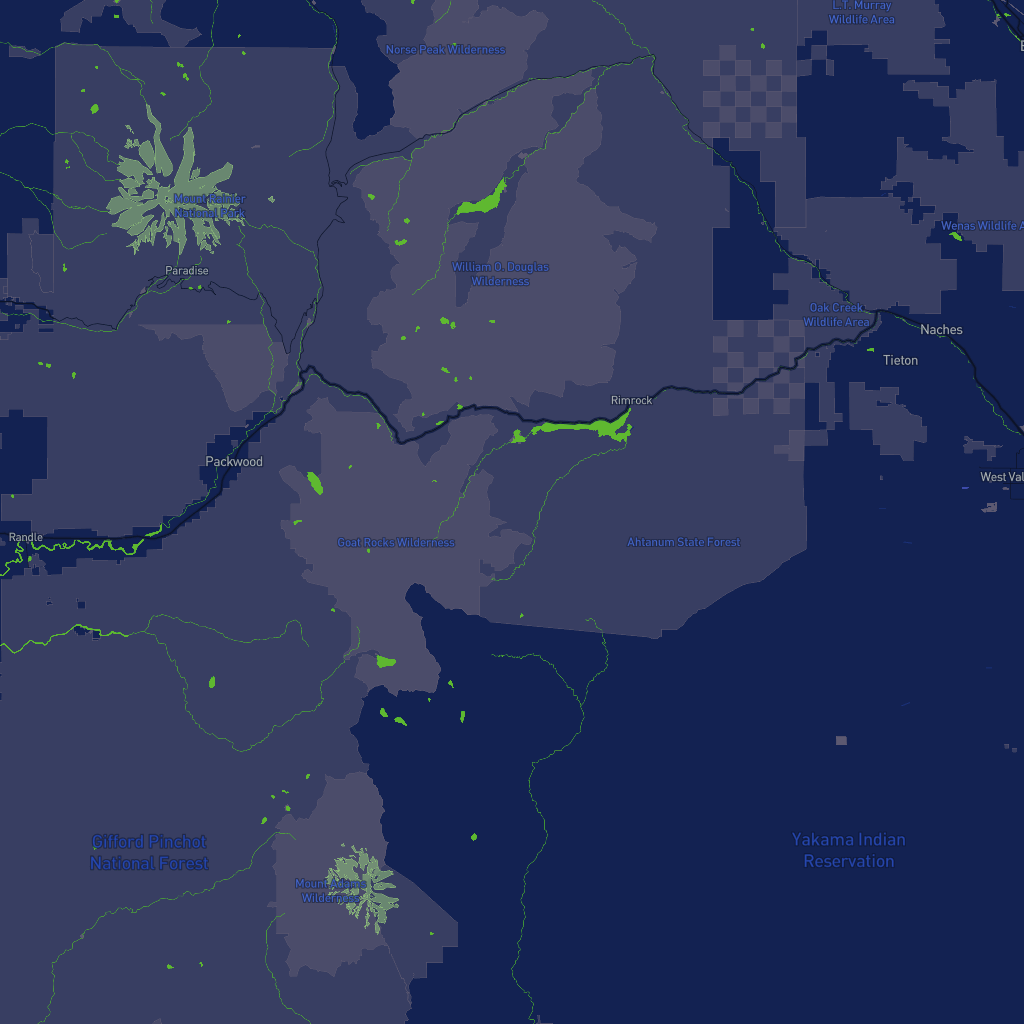 L.T. Murray
Wildlife Area
Norse Peak Wilderness
Mount Rainier
National Park
Wenas Wildlife A
Paradise
William O. Douglas
Wilderness
Oak Creek
Wildlife Area
Naches
Tieton
Rimrock
Packwood
West Val
Randle
Goat Rocks Wilderness
Ahtanum State Forest
Gifford Pinchot
National Forest
Yakama Indian
Reservation
Mount Adams
Wilderness